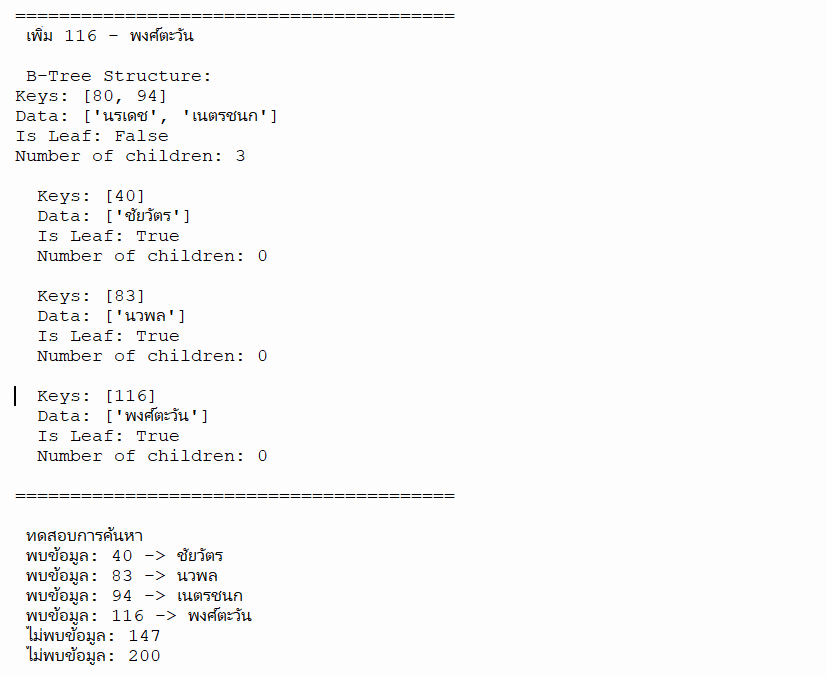 ========================================
เพิ่ม 116 - พงศ์ตะวัน
B-Tree Structure:
Keys: [80, 94]
Data: ['นรเดช', 'เนตรชนก']
Is Leaf: False
Number of children: 3
Keys: [40]
Data: ['ชัยวัตร']
Is Leaf: True
Number of children: 0
Keys: [83]
Data: ['นวพล']
Is Leaf: True
Number of children: 0
Keys: [116]
Data: ['พงศ์ตะวัน']
Is Leaf: True
Number of children: 0
========================================
ทดสอบการค้นหา
พบข้อมูล: 40 -> ชัยวัตร
พบข้อมูล: 83 -> นวพล
พบข้อมูล: 94 -> เนตรชนก
พบข้อมูล: 116 -> พงศ์ตะวัน
ไม่พบข้อมูล: 147
ไม่พบข้อมูล: 200